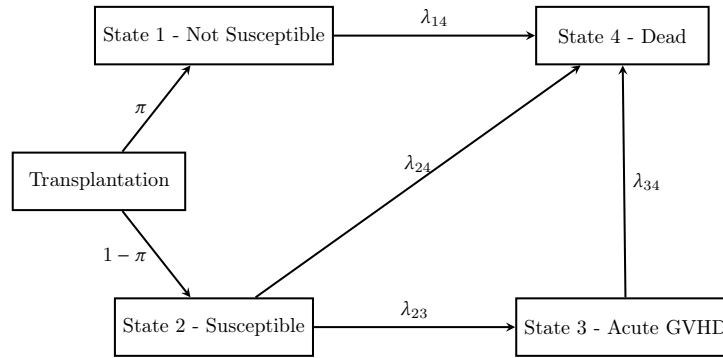 State 1 - Not Susceptible
λ14
State 4 - Dead
π
Transplantation
λ24
λ34
1 − π
State 2 - Susceptible
λ23
State 3 - Acute GVHD